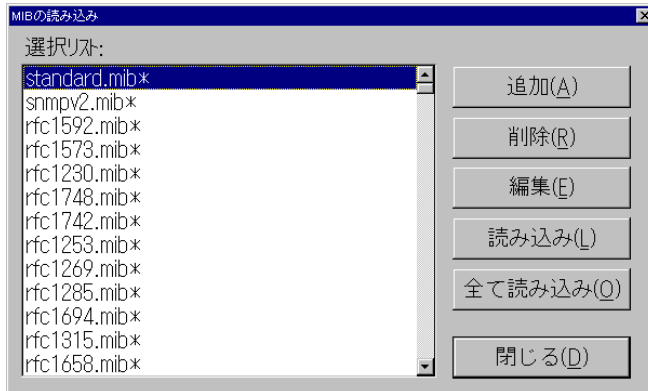 MIBの読み込み
選択リスト:
standard.mib*
snmpv2.mib*
rfc1592.mib*
rfc1573.mib*
rfc1230.mib*
rfc1748.mib*
rfc1742.mib*
rfc1253.mib*
rfc1269.mib*
rfc1285.mib*
rfc1694.mib*
rfc1315.mib*
rfc1658.mib*
追加(A)
削除(R)
編集(E)
読み込み(L)
全て読み込み(O)
閉じる(D)